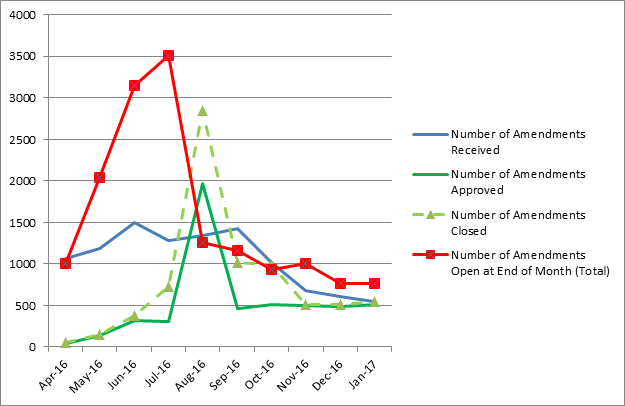 4000
3500
3000
2500
2000
1500
1000
500
0
Apr-16
May-16
Jun-16
Jul-16
Aug-16
Sep-16
Oct-16
Nov-16
Dec-16
Jan-17
Number of Amendments
Received
Number of Amendments
Approved
Number of Amendments
Closed
Number of Amendments
Open at End of Month (Total)